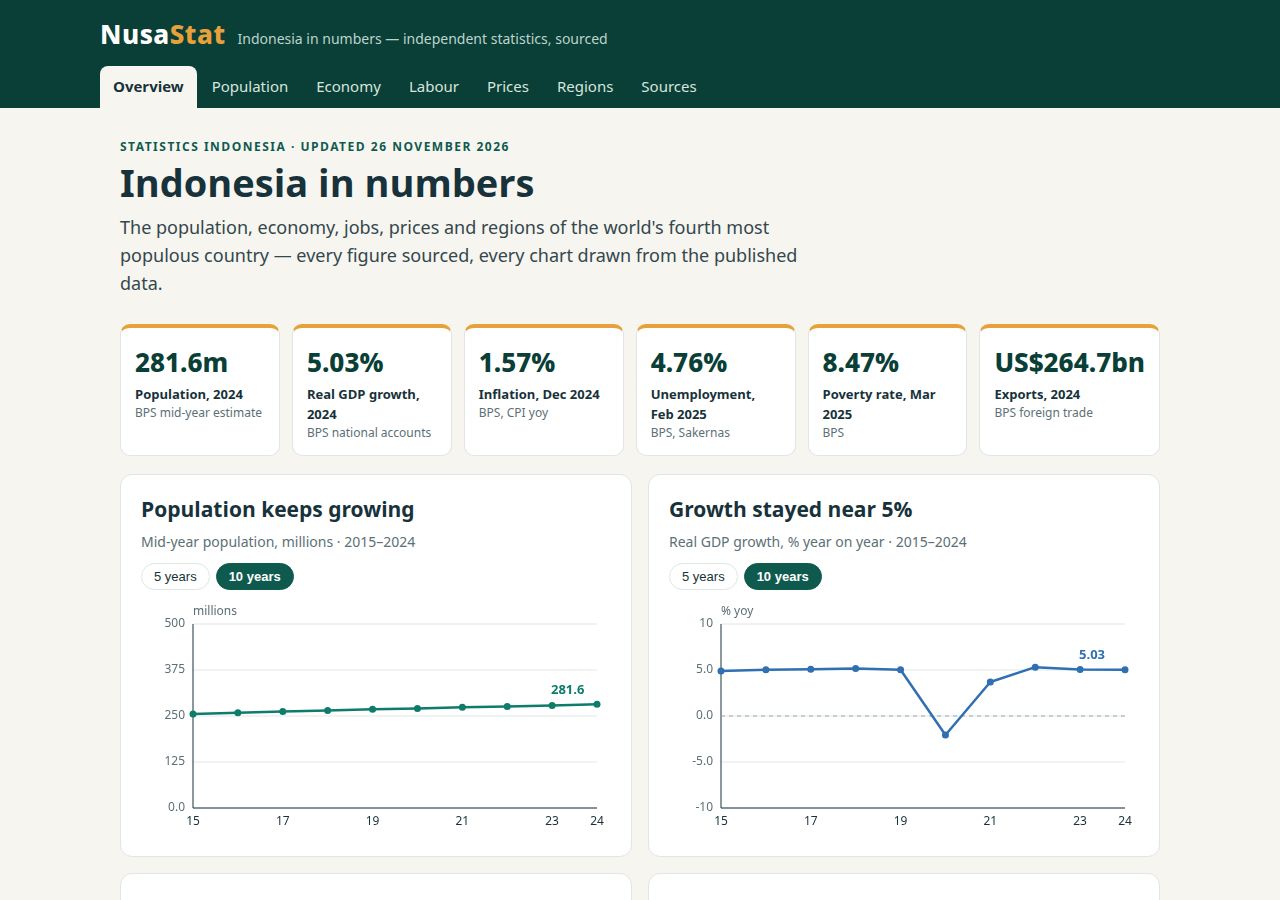 NusaStat Indonesia in numbers — independent statistics, sourced
Overview Population Economy Labour Prices Regions Sources
STATISTICS INDONESIA · UPDATED 26 NOVEMBER 2026
Indonesia in numbers
The population, economy, jobs, prices and regions of the world's fourth most
populous country — every figure sourced, every chart drawn from the published
data.
281.6m
Population, 2024
BPS mid-year estimate
5.03%
Real GDP growth,
2024
BPS national accounts
1.57%
Inflation, Dec 2024
BPS, CPI yoy
4.76%
Unemployment,
Feb 2025
BPS, Sakernas
8.47%
Poverty rate, Mar
2025
BPS
US$264.7bn
Exports, 2024
BPS foreign trade
Population keeps growing
Mid-year population, millions · 2015–2024
5 years 10 years
millions
500
375
281.6
250
125
0.0
15 17 19 21 23 24
Growth stayed near 5%
Real GDP growth, % year on year · 2015–2024
5 years 10 years
% yoy
10
5.03
5.0
0.0
-5.0
-10
15 17 19 21 23 24